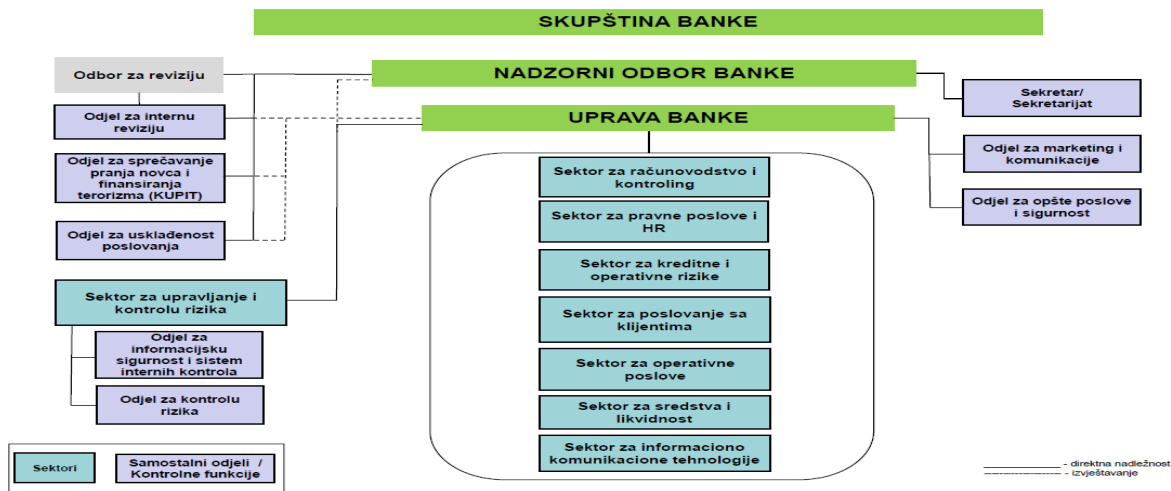 SKUPŠTINA BANKE
Odbor za reviziju
NADZORNI ODBOR BANKE
Sekretar/
Sekretarijat
Odjel za internu
reviziju
UPRAVA BANKE
Odjel za marketing i
komunikacije
Odjel za sprečavanje
pranja novca i
finansiranja
terorizma (KUPIT)
Odjel za opšte poslove
i sigurnost
Odjel za usklađenost
poslovanja
Sektor za upravljanje i
kontrolu rizika
Odjel za
informacijsku
sigurnost i sistem
internih kontrola
Odjel za kontrolu
rizika
Sektor za računovodstvo i
kontroling
Sektor za pravne poslove i
HR
Sektor za kreditne i
operativne rizike
Sektor za poslovanje sa
klijentima
Sektor za operativne
poslove
Sektor za sredstva i
likvidnost
Sektor za informaciono
komunikacione tehnologije
Sektori
Samostalni odjeli /
Kontrolne funkcije
- direktna nadležnost
- izvještavanje